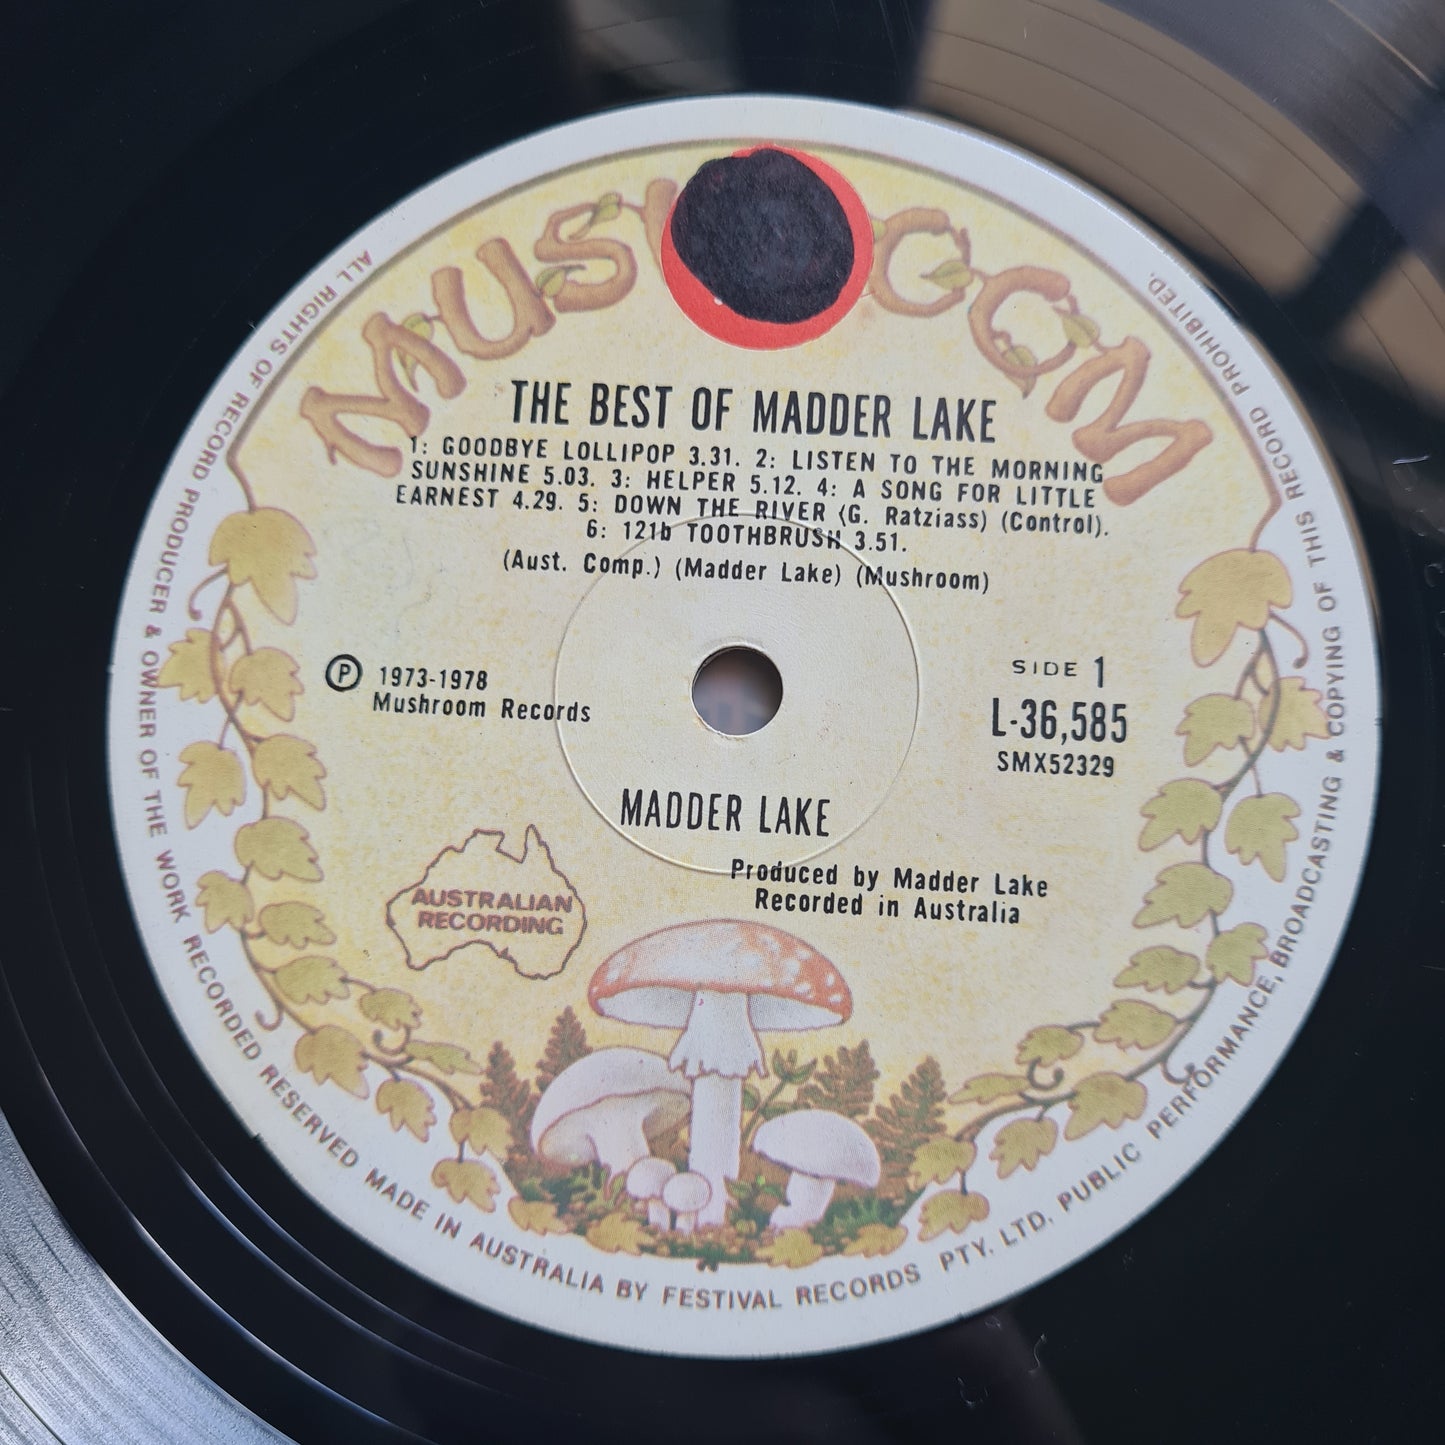 MUSHROOM
THE BEST OF MADDER LAKE
1: GOODBYE LOLLIPOP 3.31. 2: LISTEN TO THE MORNING
SUNSHINE 5.03. 3: HELPER 5.12. 4: A SONG FOR LITTLE
EARNEST 4.29. 5: DOWN THE RIVER (G. Ratziass) (Control).
6: 121b TOOTHBRUSH 3.51.
(Aust. Comp.) (Madder Lake) (Mushroom)
Ⓟ 1973-1978
Mushroom Records
SIDE 1
L-36,585
SMX52329
MADDER LAKE
Produced by Madder Lake
Recorded in Australia
AUSTRALIAN
RECORDING
ALL RIGHTS OF RECORD PRODUCER & OWNER OF THE WORK RECORDED RESERVED MADE IN AUSTRALIA BY FESTIVAL RECORDS PTY. LTD. PUBLIC PERFORMANCE, BROADCASTING & COPYING OF THIS RECORD PROHIBITED.